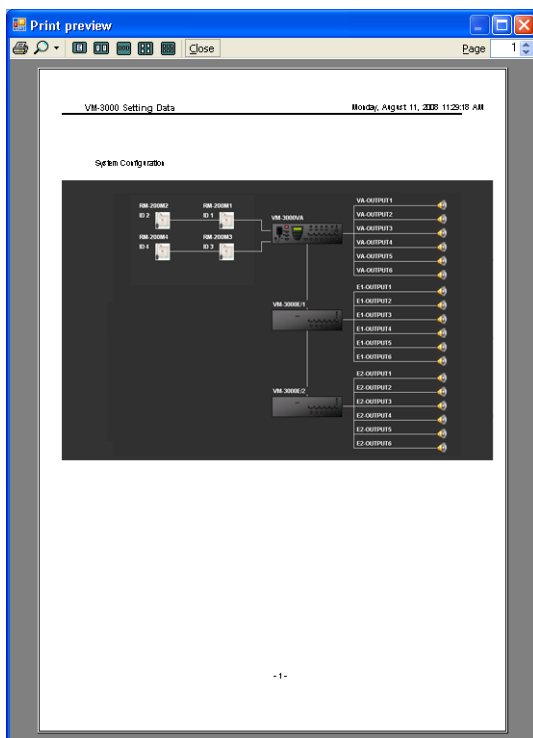 Print preview
Close
Page 1
VM-3000 Setting Data
Monday, August 11, 2008 11:29:18 AM
System Configuration
RM-200M2
ID 2
RM-200M1
ID 1
RM-200M4
ID 4
RM-200M3
ID 3
VM-3000VA
VA-OUTPUT1
VA-OUTPUT2
VA-OUTPUT3
VA-OUTPUT4
VA-OUTPUT5
VA-OUTPUT6
VM-3000E/1
E1-OUTPUT1
E1-OUTPUT2
E1-OUTPUT3
E1-OUTPUT4
E1-OUTPUT5
E1-OUTPUT6
VM-3000E/2
E2-OUTPUT1
E2-OUTPUT2
E2-OUTPUT3
E2-OUTPUT4
E2-OUTPUT5
E2-OUTPUT6
- 1 -